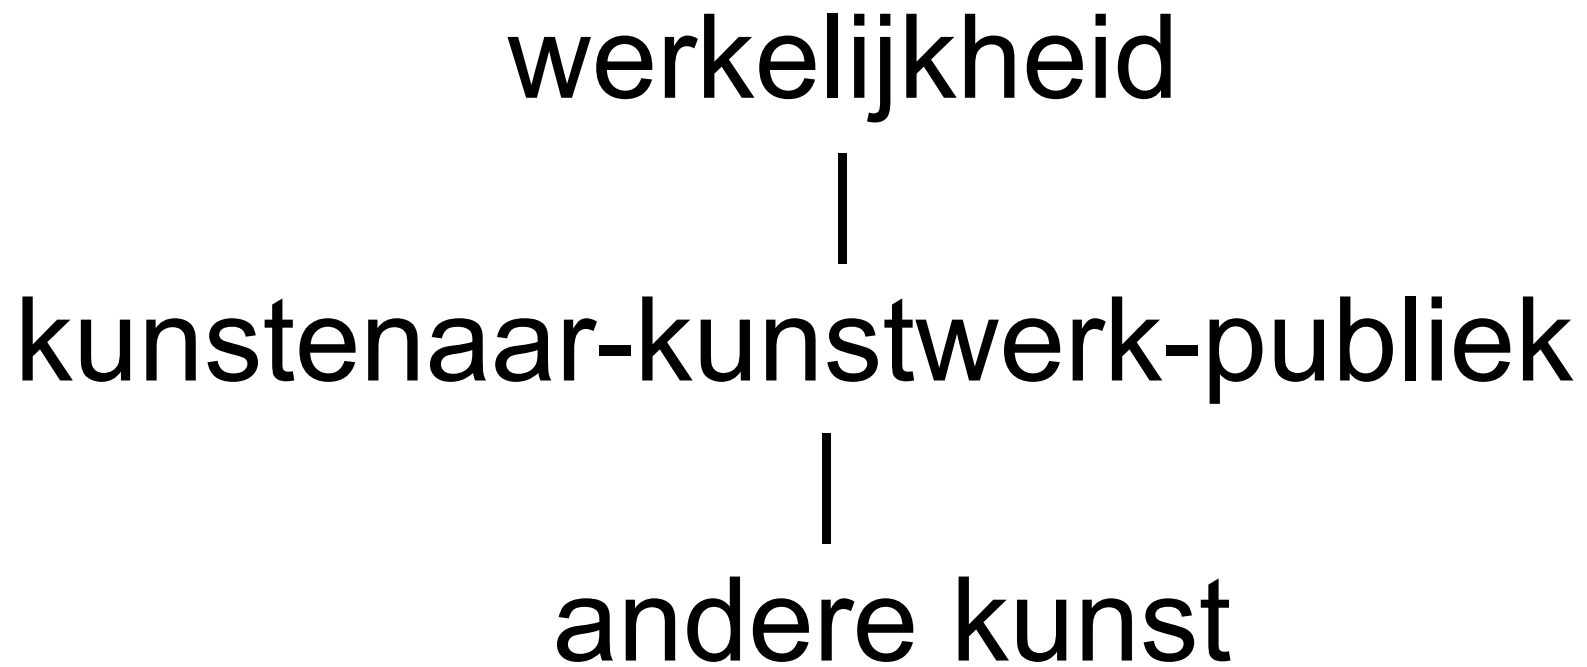 werkelijkheid
|
kunstenaar-kunstwerk-publiek
|
andere kunst